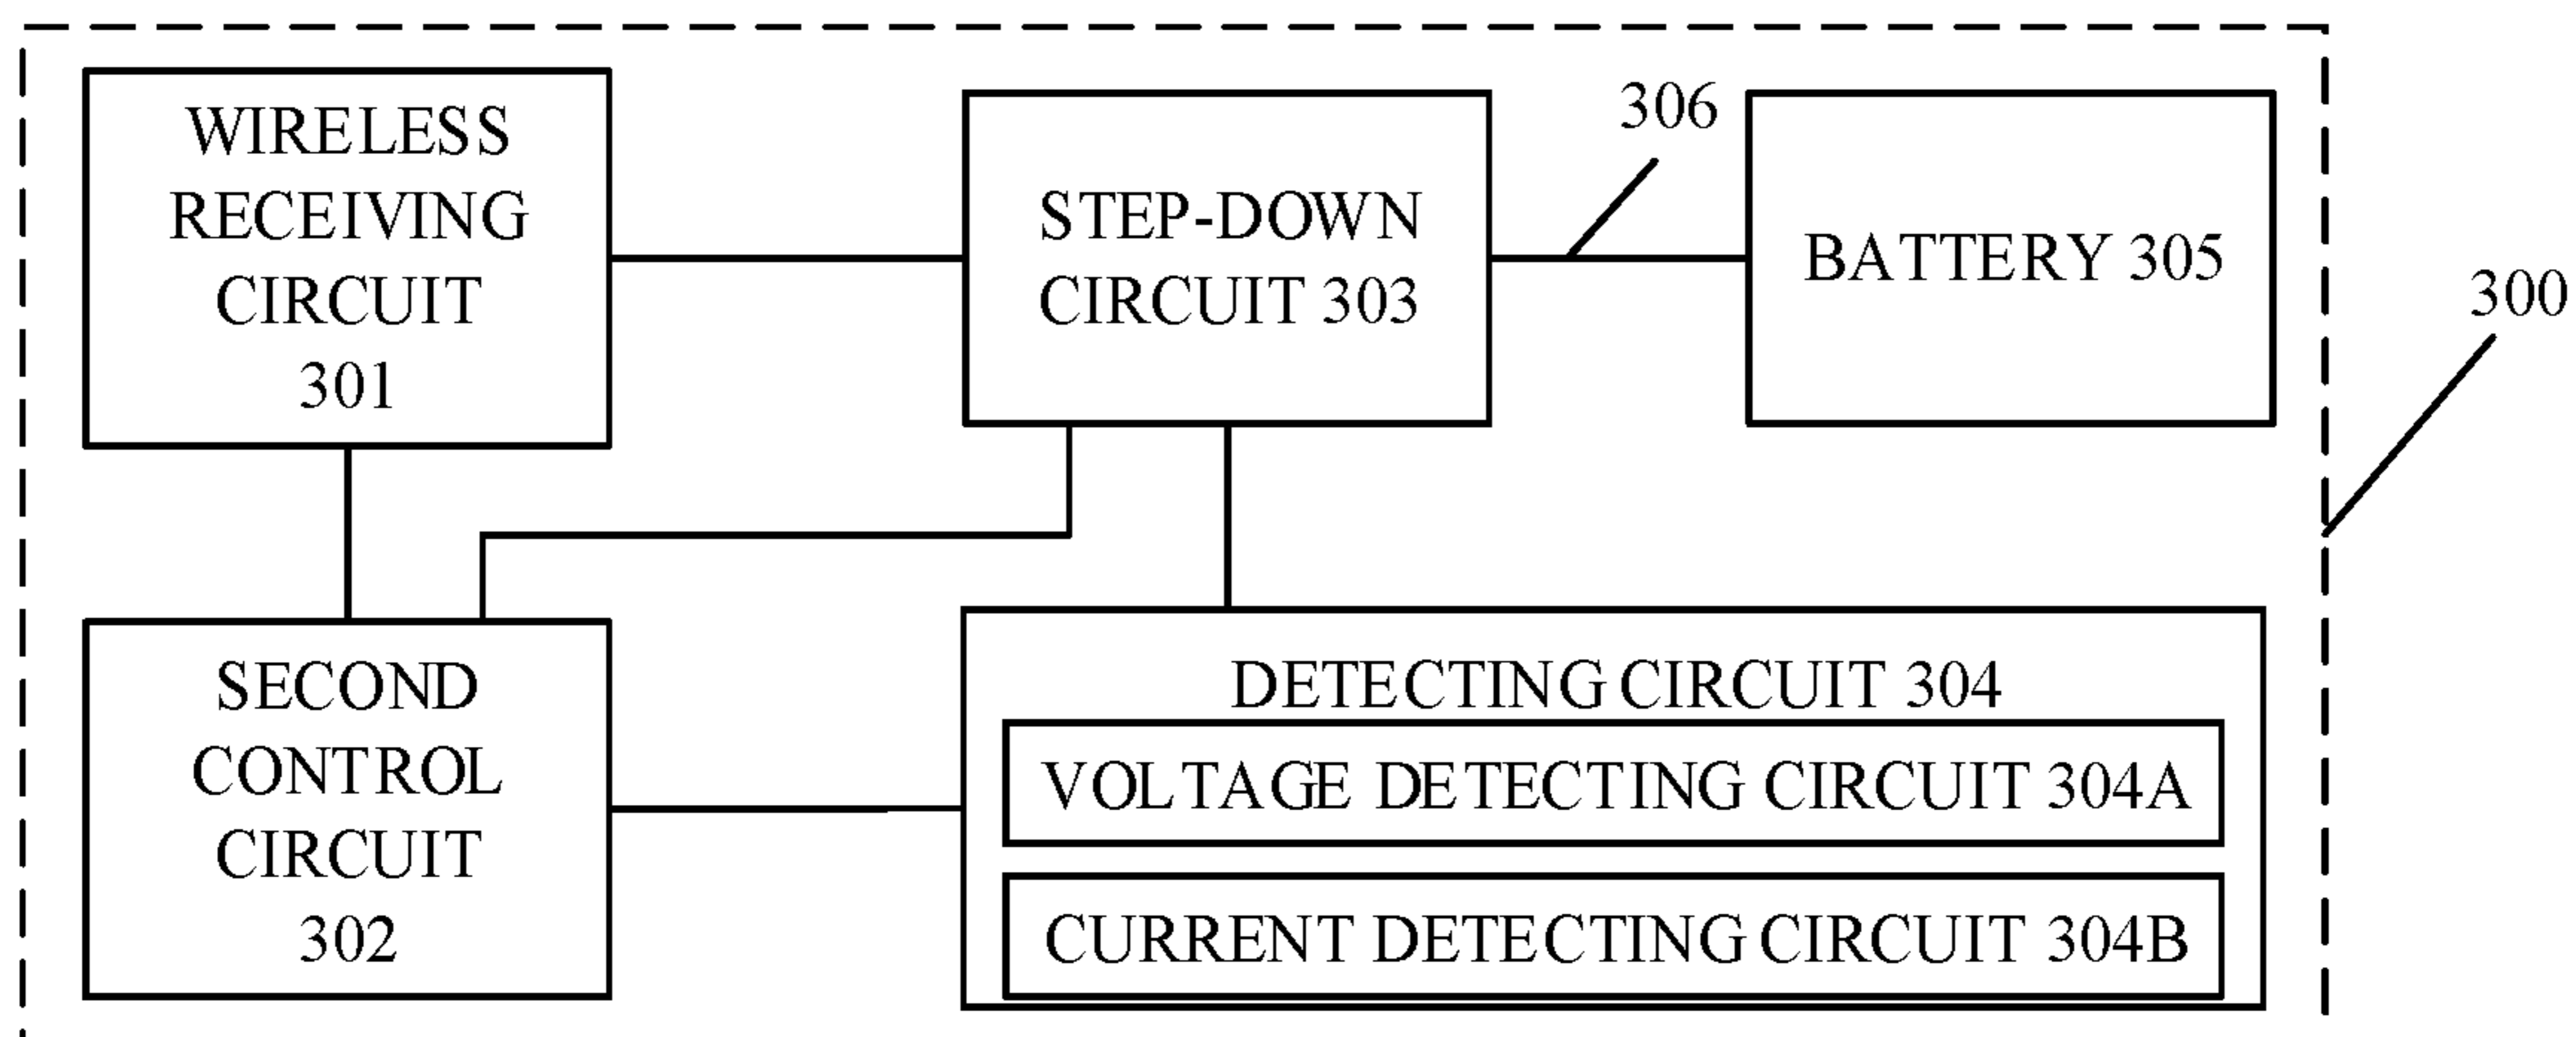 WIRELESS
RECEIVING
CIRCUIT
301
STEP-DOWN
CIRCUIT 303
306
BATTERY 305
300
SECOND
CONTROL
CIRCUIT
302
DETECTING CIRCUIT 304
VOLTAGE DETECTING CIRCUIT 304A
CURRENT DETECTING CIRCUIT 304B